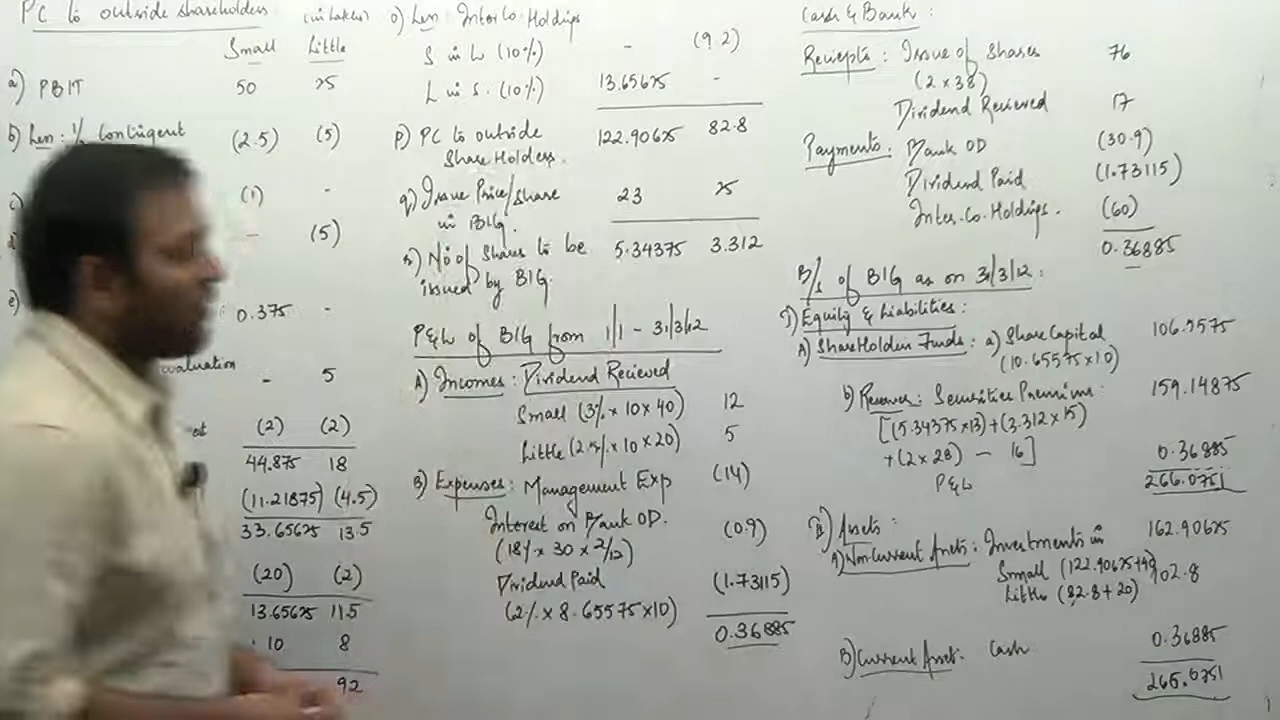 PC to outside shareholders (in Lakhs)
Small Little
a) PBIT 50 25
b) Less: 1/2 Contingent (2.5) (5)
c) (1) -
d) - (5)
e) 0.375 -
valuation - 5
(2) (2)
44.875 18
(11.21875) (4.5)
33.65625 13.5
(20) (2)
13.65625 11.5
10 8
92
o) Less: Inter Co. Holdings
S in L (10%) - (9.2)
L in S. (10%) 13.65625 -
p) PC to outside 122.90625 82.8
Share Holders.
q) Issue Price/share 23 25
in BIG.
r) No of Shares to be 5.34375 3.312
issued by BIG.
P&L of BIG from 1/1 - 31/3/12
A) Incomes: Dividend Recieved
Small (3% x 10 x 40) 12
Little (2.5% x 10 x 20) 5
B) Expenses: Management Exp (14)
Interest on Bank OD. (0.9)
(18% x 30 x 2/12)
Dividend Paid (1.73115)
(2% x 8.65575 x 10)
0.36885
Cash & Bank:
Reciepts: Issue of Shares 76
(2 x 38)
Dividend Recieved 17
Payments: Bank OD (30.9)
Dividend Paid (1.73115)
Inter.Co.Holdings. (60)
0.36885
B/s of BIG as on 31/3/12:
I) Equity & Liabilities:
A) ShareHolders Funds: a) Share Capital 106.5575
(10.65575 x 10)
b) Reserves: Securities Premium: 159.14875
[(5.34375 x 13) + (3.312 x 15)
+ (2 x 28) - 16]
P&L 0.36885
266.0751
II) Assets:
A) Non Current Assets: Investments in 162.90625
Small (122.90625+40)
Little (82.8 + 20) 102.8
B) Current Asset: Cash 0.36885
266.0751